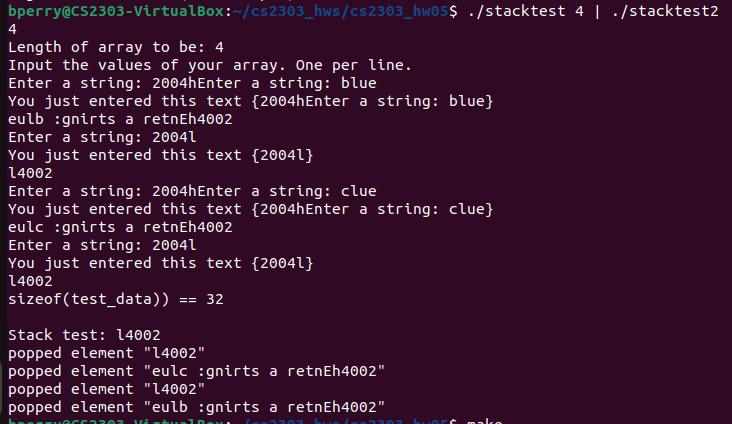 bperry@CS2303-VirtualBox:~/cs2303_hws/cs2303_hw05$ ./stacktest 4 | ./stacktest2
4
Length of array to be: 4
Input the values of your array. One per line.
Enter a string: 2004hEnter a string: blue
You just entered this text {2004hEnter a string: blue}
eulb :gnirts a retnEh4002
Enter a string: 2004l
You just entered this text {2004l}
l4002
Enter a string: 2004hEnter a string: clue
You just entered this text {2004hEnter a string: clue}
eulc :gnirts a retnEh4002
Enter a string: 2004l
You just entered this text {2004l}
l4002
sizeof(test_data)) == 32
Stack test: l4002
popped element "l4002"
popped element "eulc :gnirts a retnEh4002"
popped element "l4002"
popped element "eulb :gnirts a retnEh4002"
bperry@CS2303-VirtualBox:~/cs2303_hws/cs2303_hw05$ make